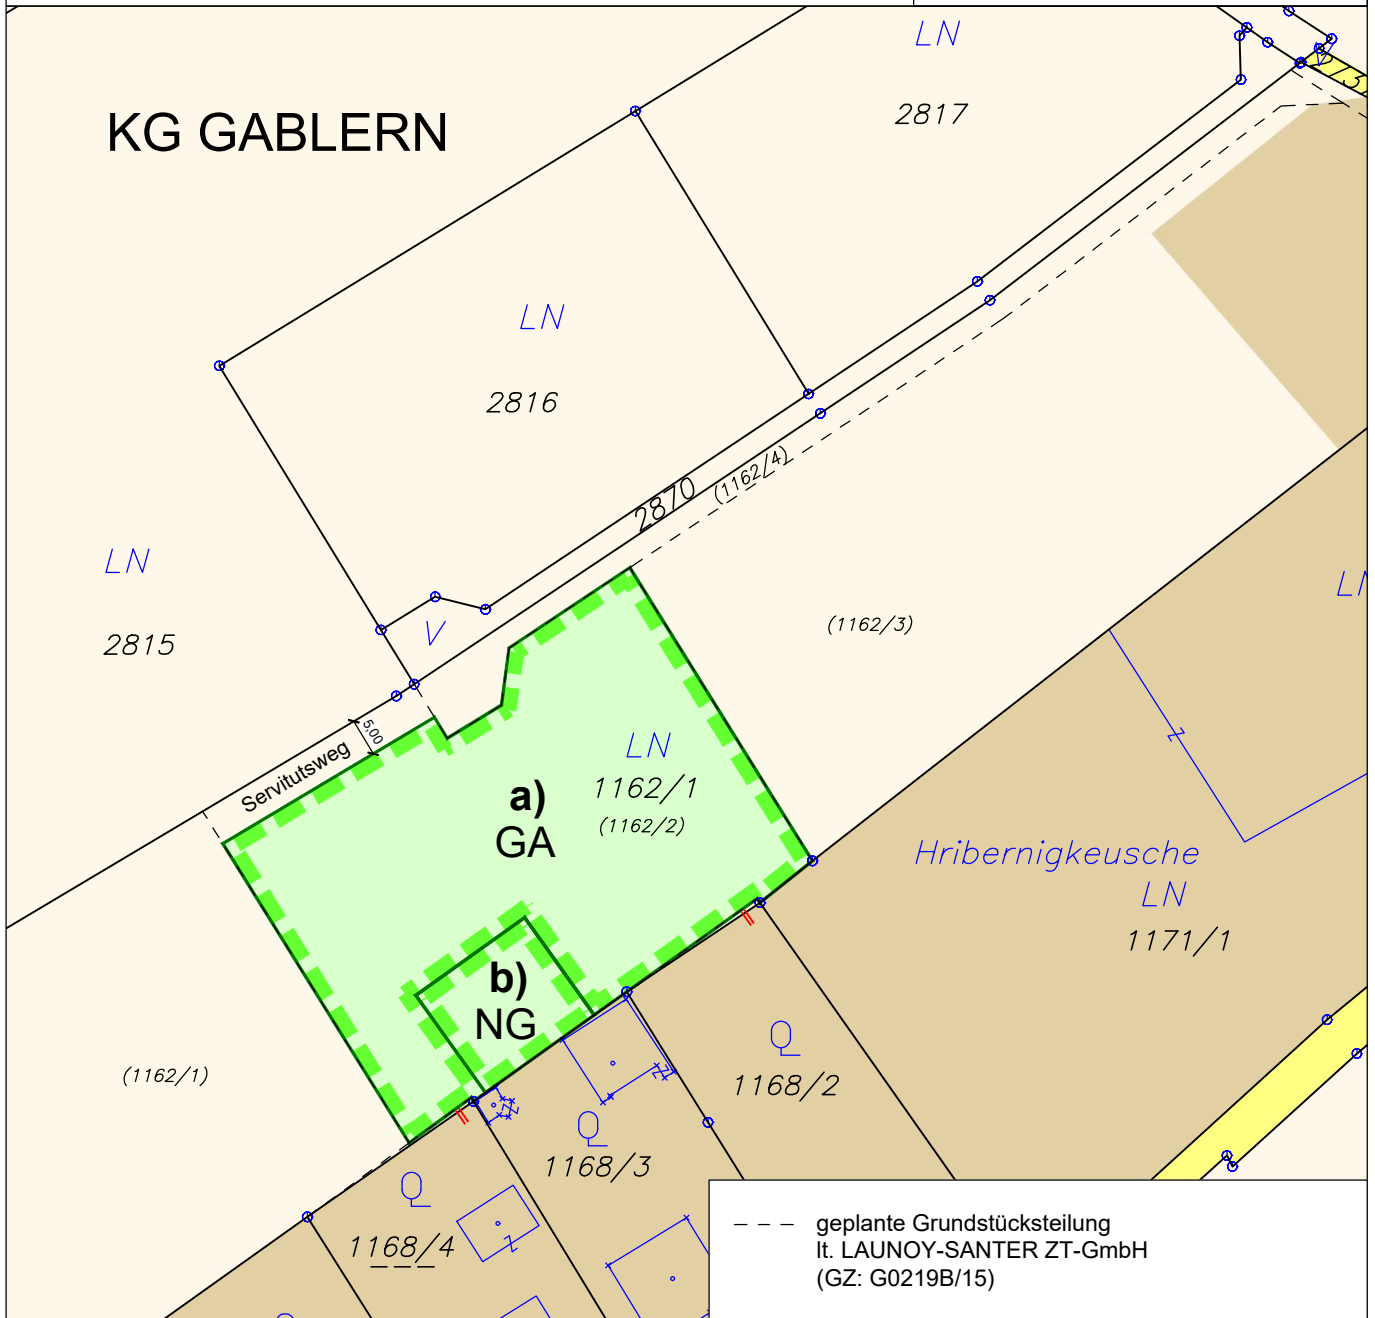 LN
V
3
2817
KG GABLERN
LN
2816
2870
(1162/4)
LN
2815
V
(1162/3)
LN
5,00
Servitutsweg
LN
1162/1
(1162/2)
a)
GA
Hribernigkeusche
LN
1171/1
b)
NG
(1162/1)
Q
1168/2
Q
1168/3
Q
1168/4
geplante Grundstücksteilung
lt. LAUNOY-SANTER ZT-GmbH
(GZ: G0219B/15)